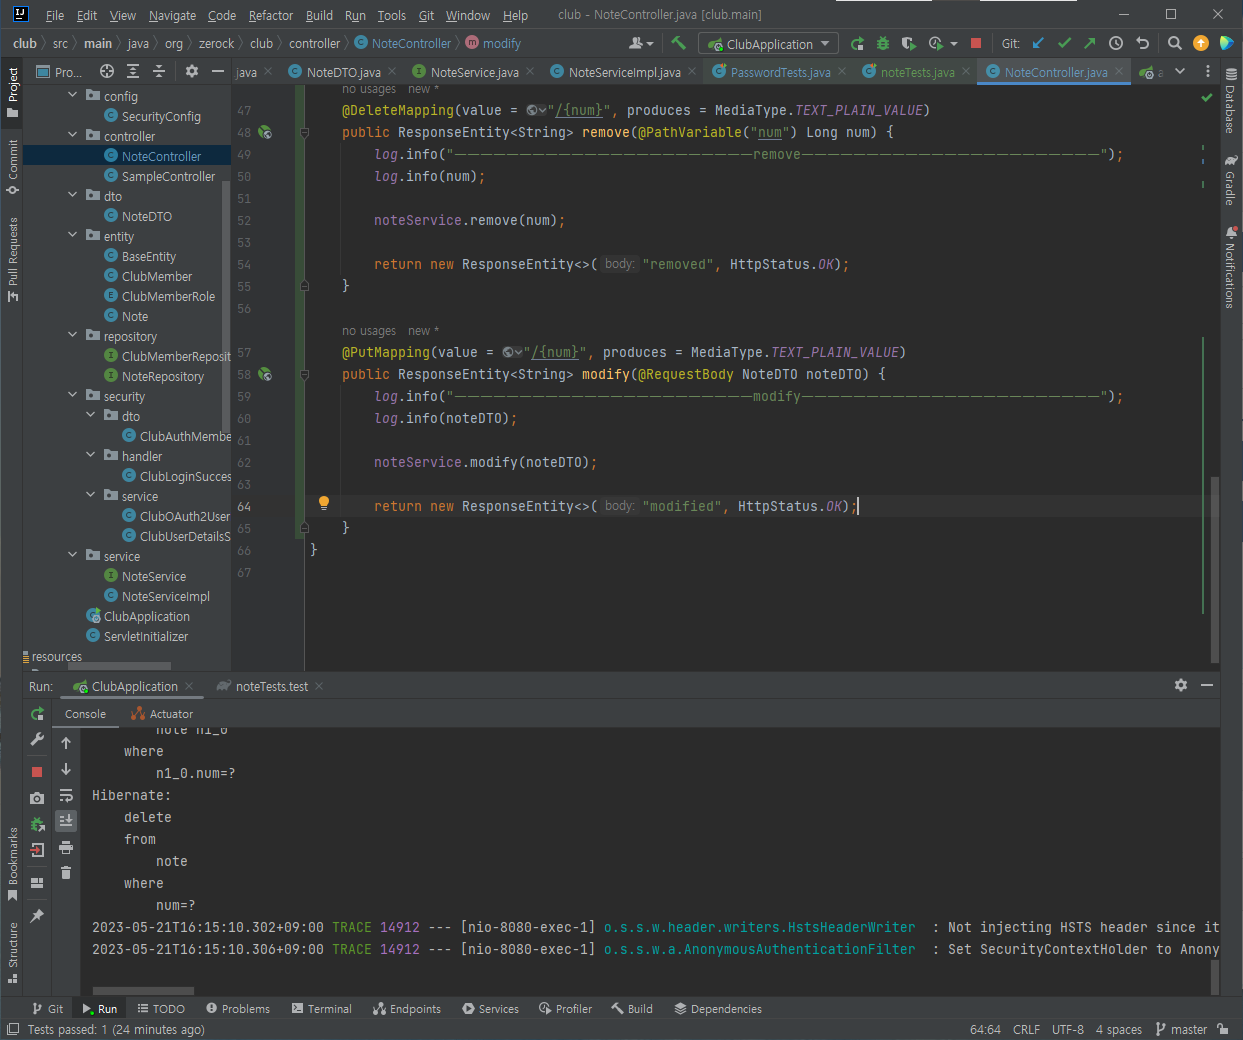 File Edit View Navigate Code Refactor Build Run Tools Git Window Help club - NoteController.java [club.main]
club src main java org zerock club controller NoteController modify ClubApplication Git:
Project
Commit
Pull Requests
Bookmarks
Structure
Pro...
java NoteDTO.java NoteService.java NoteServiceImpl.java PasswordTests.java noteTests.java NoteController.java a
config
SecurityConfig
controller
NoteController
SampleController
dto
NoteDTO
entity
BaseEntity
ClubMember
ClubMemberRole
Note
repository
ClubMemberReposit
NoteRepository
security
dto
ClubAuthMembe
handler
ClubLoginSucces
service
ClubOAuth2User
ClubUserDetailsS
service
NoteService
NoteServiceImpl
ClubApplication
ServletInitializer
resources
no usages new *
47 @DeleteMapping(value = "/{num}", produces = MediaType.TEXT_PLAIN_VALUE)
48 public ResponseEntity<String> remove(@PathVariable("num") Long num) {
49 log.info("-------------------remove-------------------");
50 log.info(num);
51
52 noteService.remove(num);
53
54 return new ResponseEntity<>( body: "removed", HttpStatus.OK);
55 }
56
no usages new *
57 @PutMapping(value = "/{num}", produces = MediaType.TEXT_PLAIN_VALUE)
58 public ResponseEntity<String> modify(@RequestBody NoteDTO noteDTO) {
59 log.info("-------------------modify-------------------");
60 log.info(noteDTO);
61
62 noteService.modify(noteDTO);
63
64 return new ResponseEntity<>( body: "modified", HttpStatus.OK);
65 }
66 }
67
Database
Gradle
Notifications
Run: ClubApplication noteTests.test
Console Actuator
note n1_0
where
n1_0.num=?
Hibernate:
delete
from
note
where
num=?
2023-05-21T16:15:10.302+09:00 TRACE 14912 --- [nio-8080-exec-1] o.s.s.w.header.writers.HstsHeaderWriter : Not injecting HSTS header since it
2023-05-21T16:15:10.306+09:00 TRACE 14912 --- [nio-8080-exec-1] o.s.s.w.a.AnonymousAuthenticationFilter : Set SecurityContextHolder to Anony
Git Run TODO Problems Terminal Endpoints Services Profiler Build Dependencies
Tests passed: 1 (24 minutes ago) 64:64 CRLF UTF-8 4 spaces master